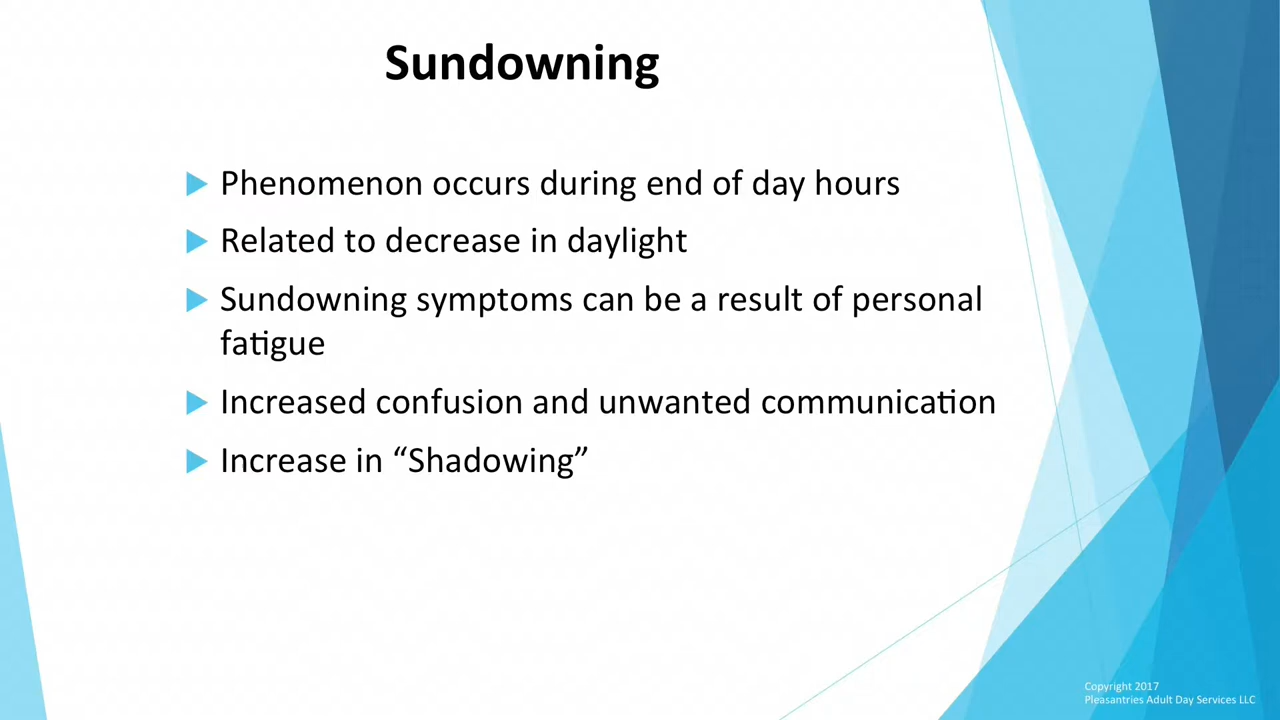 Sundowning
Phenomenon occurs during end of day hours
Related to decrease in daylight
Sundowning symptoms can be a result of personal
fatigue
Increased confusion and unwanted communication
Increase in “Shadowing”
Copyright 2017
Pleasantries Adult Day Services LLC